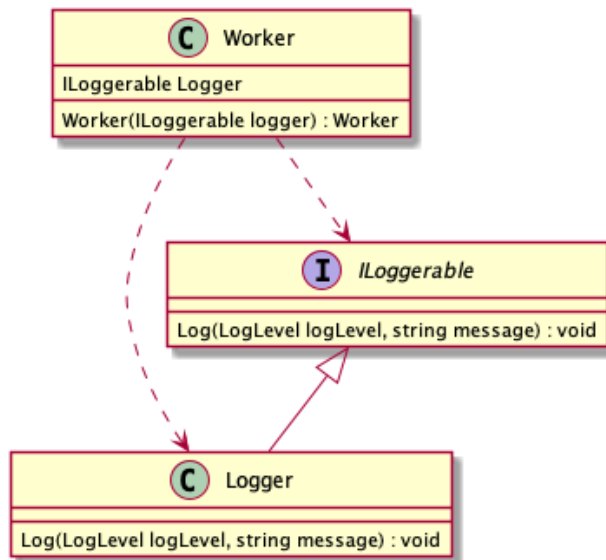 C Worker
ILoggerable Logger
Worker(ILoggerable logger) : Worker
I ILoggerable
Log(LogLevel logLevel, string message) : void
C Logger
Log(LogLevel logLevel, string message) : void